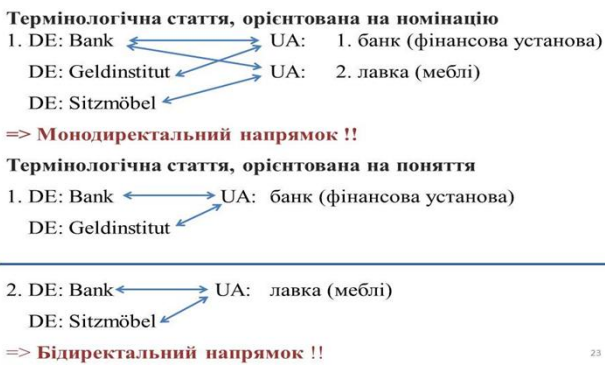 Термінологічна стаття, орієнтована на номінацію
1. DE: Bank UA: 1. банк (фінансова установа)
DE: Geldinstitut UA: 2. лавка (меблі)
DE: Sitzmöbel
=> Монодиректальний напрямок !!
Термінологічна стаття, орієнтована на поняття
1. DE: Bank UA: банк (фінансова установа)
DE: Geldinstitut
2. DE: Bank UA: лавка (меблі)
DE: Sitzmöbel
=> Бідиректальний напрямок !!
23